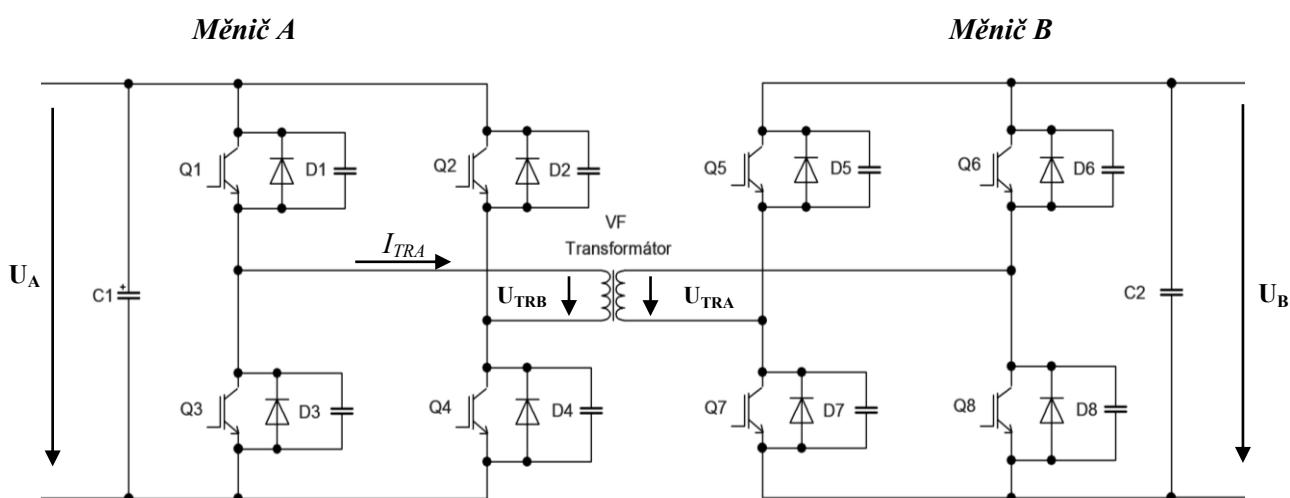 Měnič A
Měnič B
Q1
D1
Q2
D2
Q5
D5
Q6
D6
VF
Transformátor
I_TRA
U_A
C1
+
U_TRB
U_TRA
C2
U_B
Q3
D3
Q4
D4
Q7
D7
Q8
D8